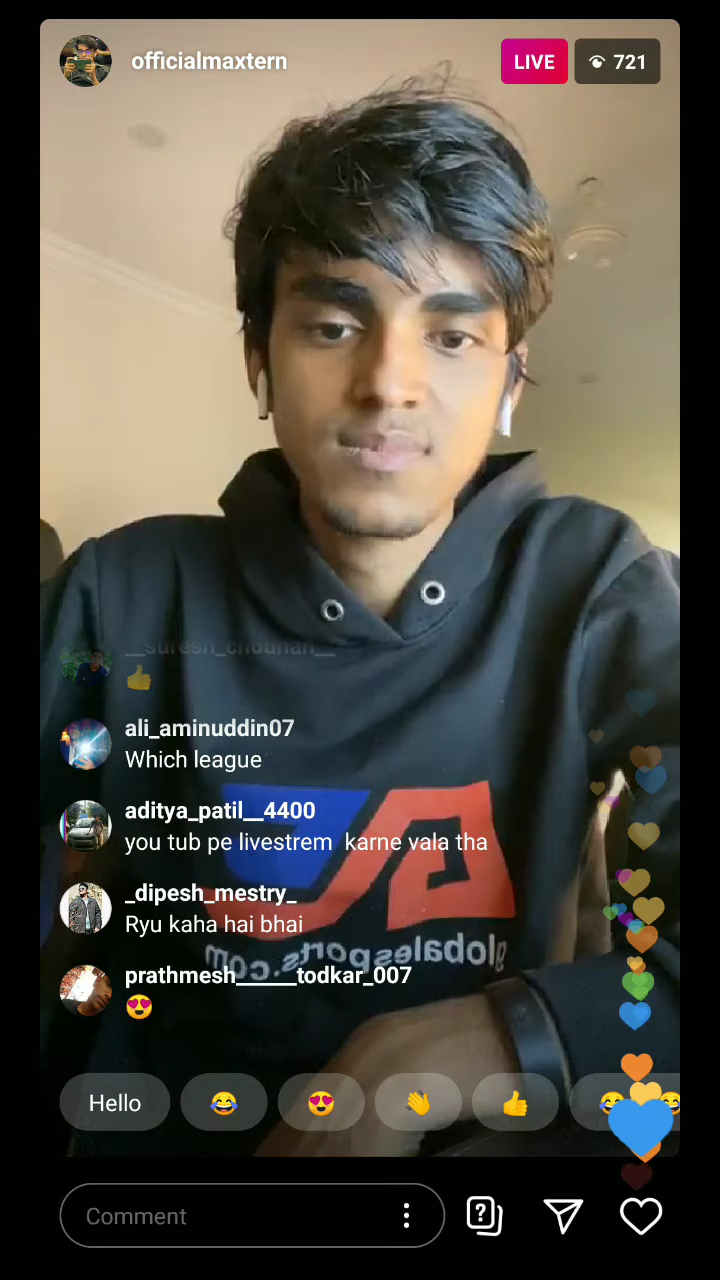 officialmaxtern
LIVE
721
__suresh_chouhan__
ali_aminuddin07
Which league
aditya_patil__4400
you tub pe livestrem karne vala tha
_dipesh_mestry_
Ryu kaha hai bhai
globalesports.com
prathmesh_____todkar_007
Hello
Comment